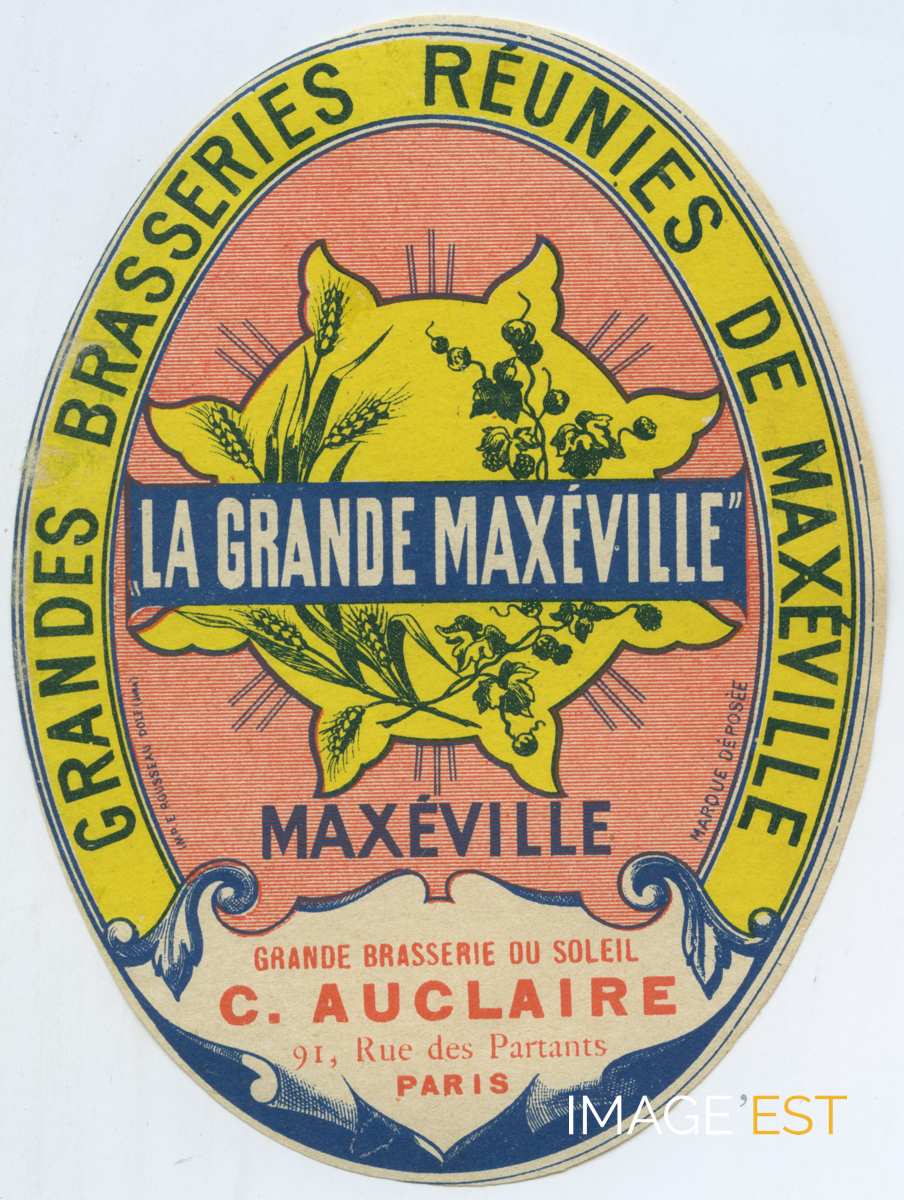 GRANDES BRASSERIES RÉUNIES DE MAXÉVILLE
„LA GRANDE MAXÉVILLE”
MARQUE DÉPOSÉE
MAXÉVILLE
GRANDE BRASSERIE DU SOLEIL
C. AUCLAIRE
91, Rue des Partants
PARIS
IMAGE'EST